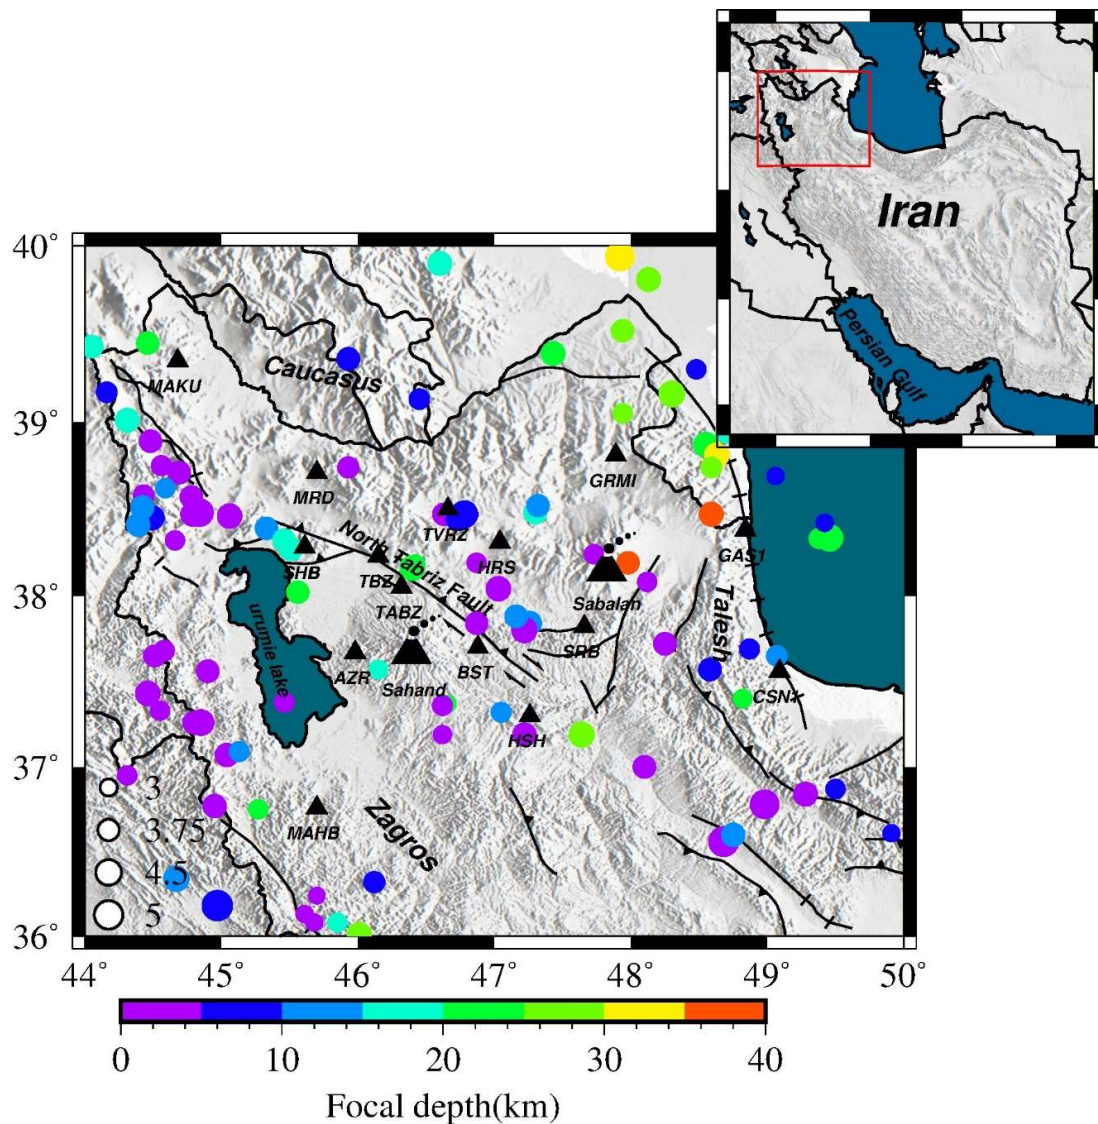 Iran
Persian Gulf
40°
39°
38°
37°
36°
MAKU
Caucasus
MRD
TVRZ
GRMI
SHB
North Tabriz Fault
HRS
GAS1
TBZ
TABZ
Sabalan
Talesh
urumie lake
AZR
Sahand
BST
SRB
CSN1
HSH
MAHB
Zagros
3
3.75
4.5
5
44° 45° 46° 47° 48° 49° 50°
0 10 20 30 40
Focal depth(km)